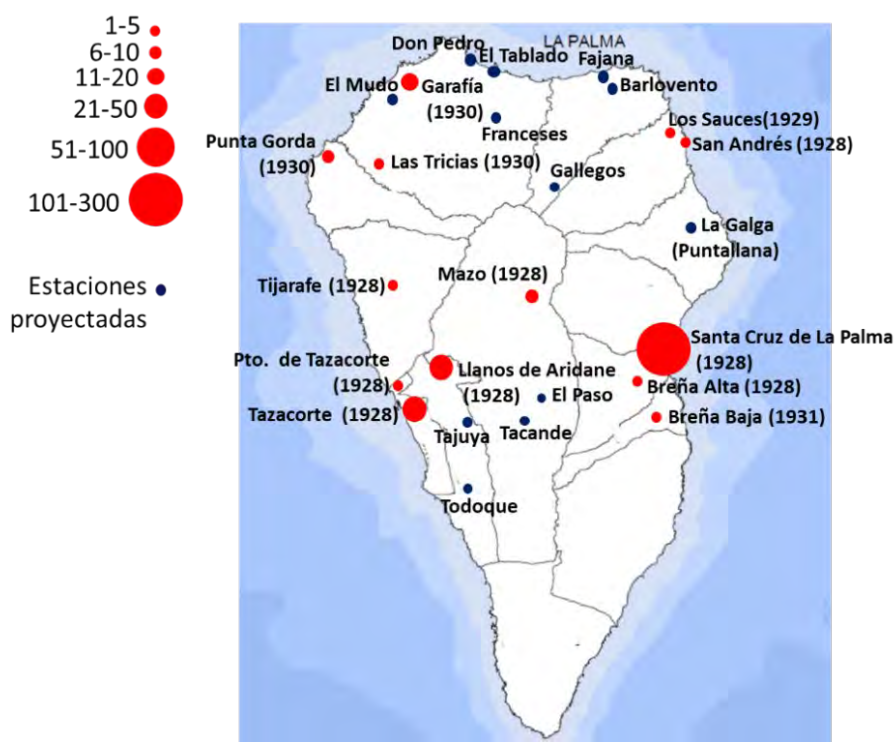 1-5
6-10
11-20
21-50
51-100
101-300
Estaciones
proyectadas
LA PALMA
Don Pedro
El Tablado
Fajana
El Mudo
Garafía
(1930)
Barlovento
Franceses
Los Sauces(1929)
San Andrés (1928)
Punta Gorda
(1930)
Las Tricias (1930)
Gallegos
La Galga
(Puntallana)
Tijarafe (1928)
Mazo (1928)
Santa Cruz de La Palma
(1928)
Pto. de Tazacorte
(1928)
Llanos de Aridane
(1928)
El Paso
Breña Alta (1928)
Tazacorte (1928)
Breña Baja (1931)
Tajuya
Tacande
Todoque